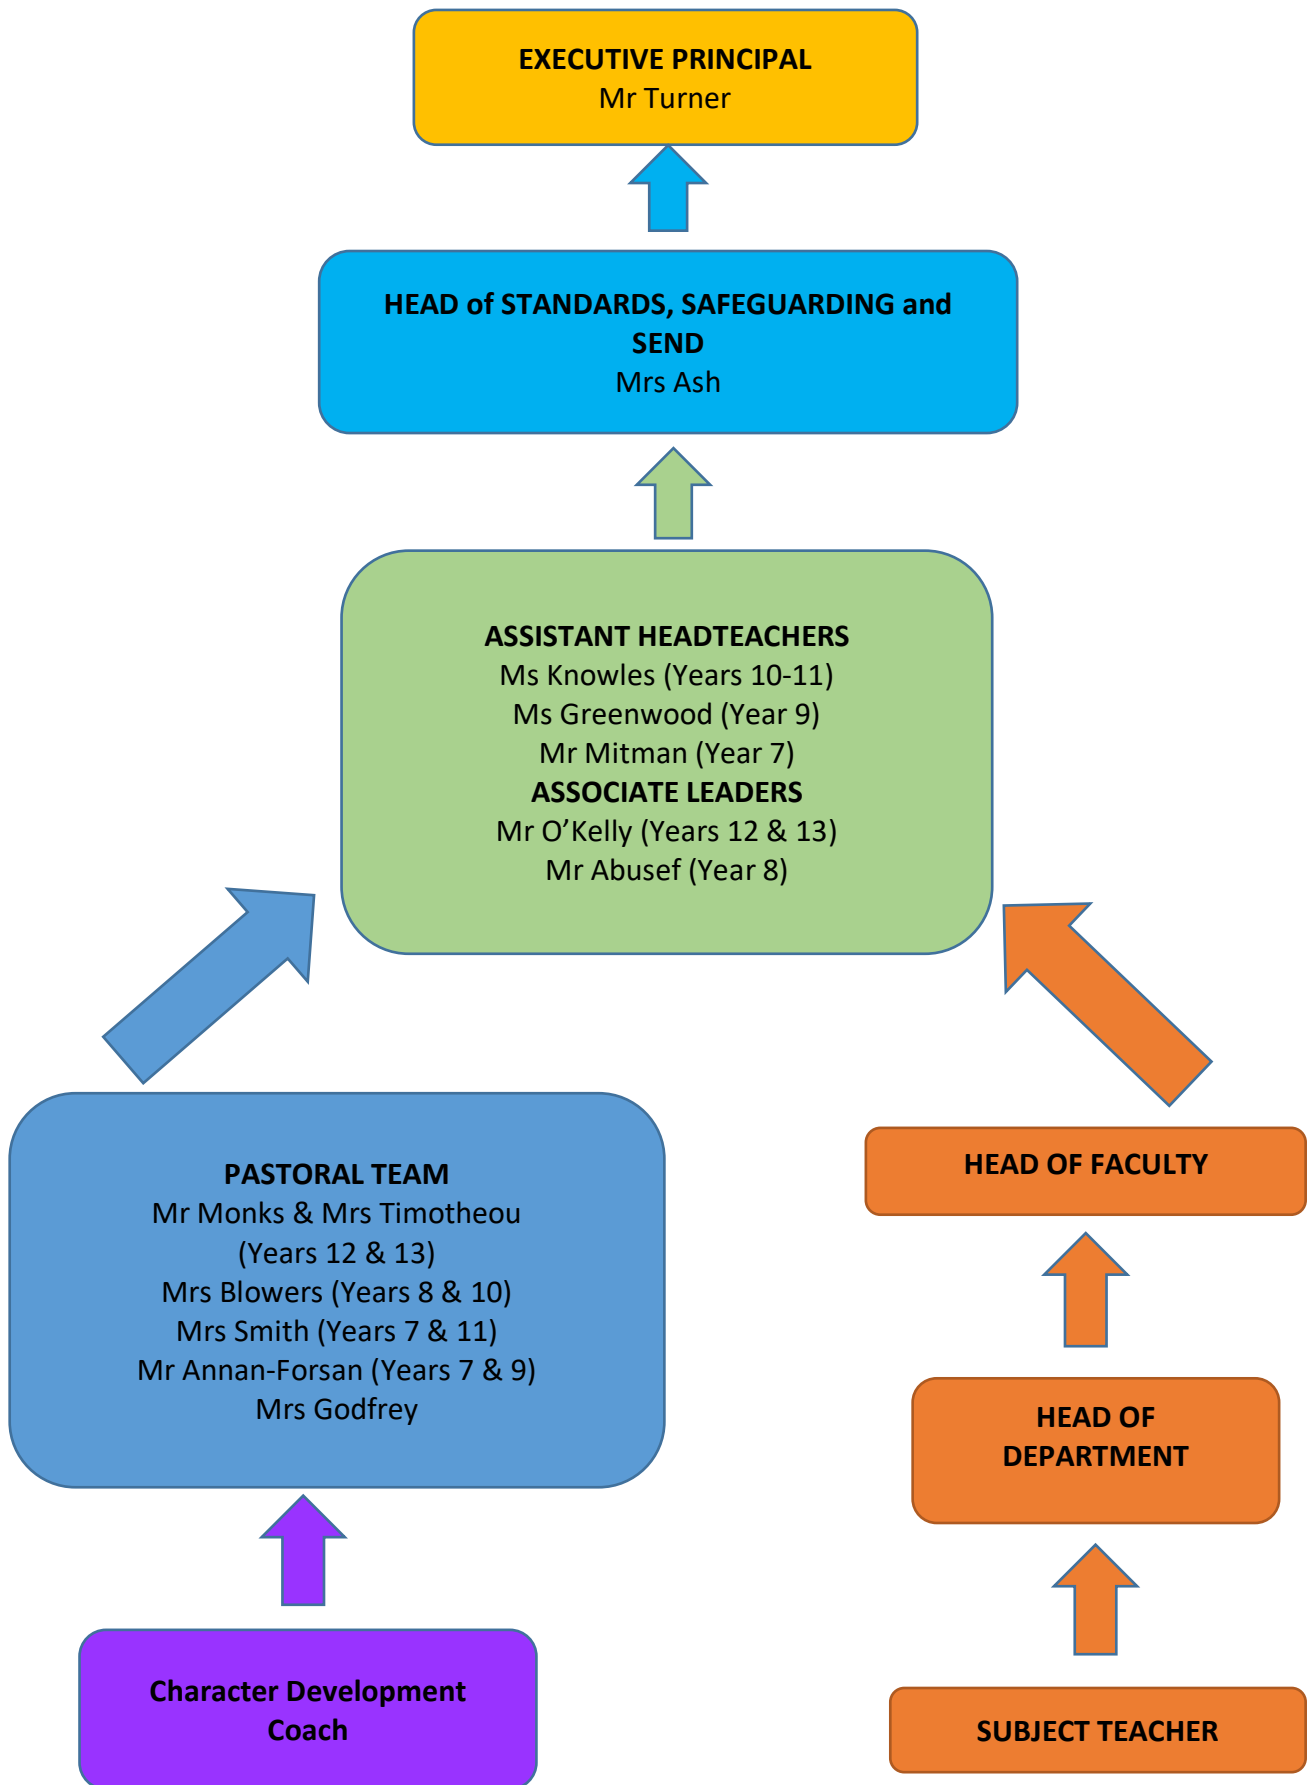 EXECUTIVE PRINCIPAL
Mr Turner
HEAD of STANDARDS, SAFEGUARDING and
SEND
Mrs Ash
ASSISTANT HEADTEACHERS
Ms Knowles (Years 10-11)
Ms Greenwood (Year 9)
Mr Mitman (Year 7)
ASSOCIATE LEADERS
Mr O’Kelly (Years 12 & 13)
Mr Abusef (Year 8)
PASTORAL TEAM
Mr Monks & Mrs Timotheou
(Years 12 & 13)
Mrs Blowers (Years 8 & 10)
Mrs Smith (Years 7 & 11)
Mr Annan-Forsan (Years 7 & 9)
Mrs Godfrey
Character Development
Coach
HEAD OF FACULTY
HEAD OF
DEPARTMENT
SUBJECT TEACHER